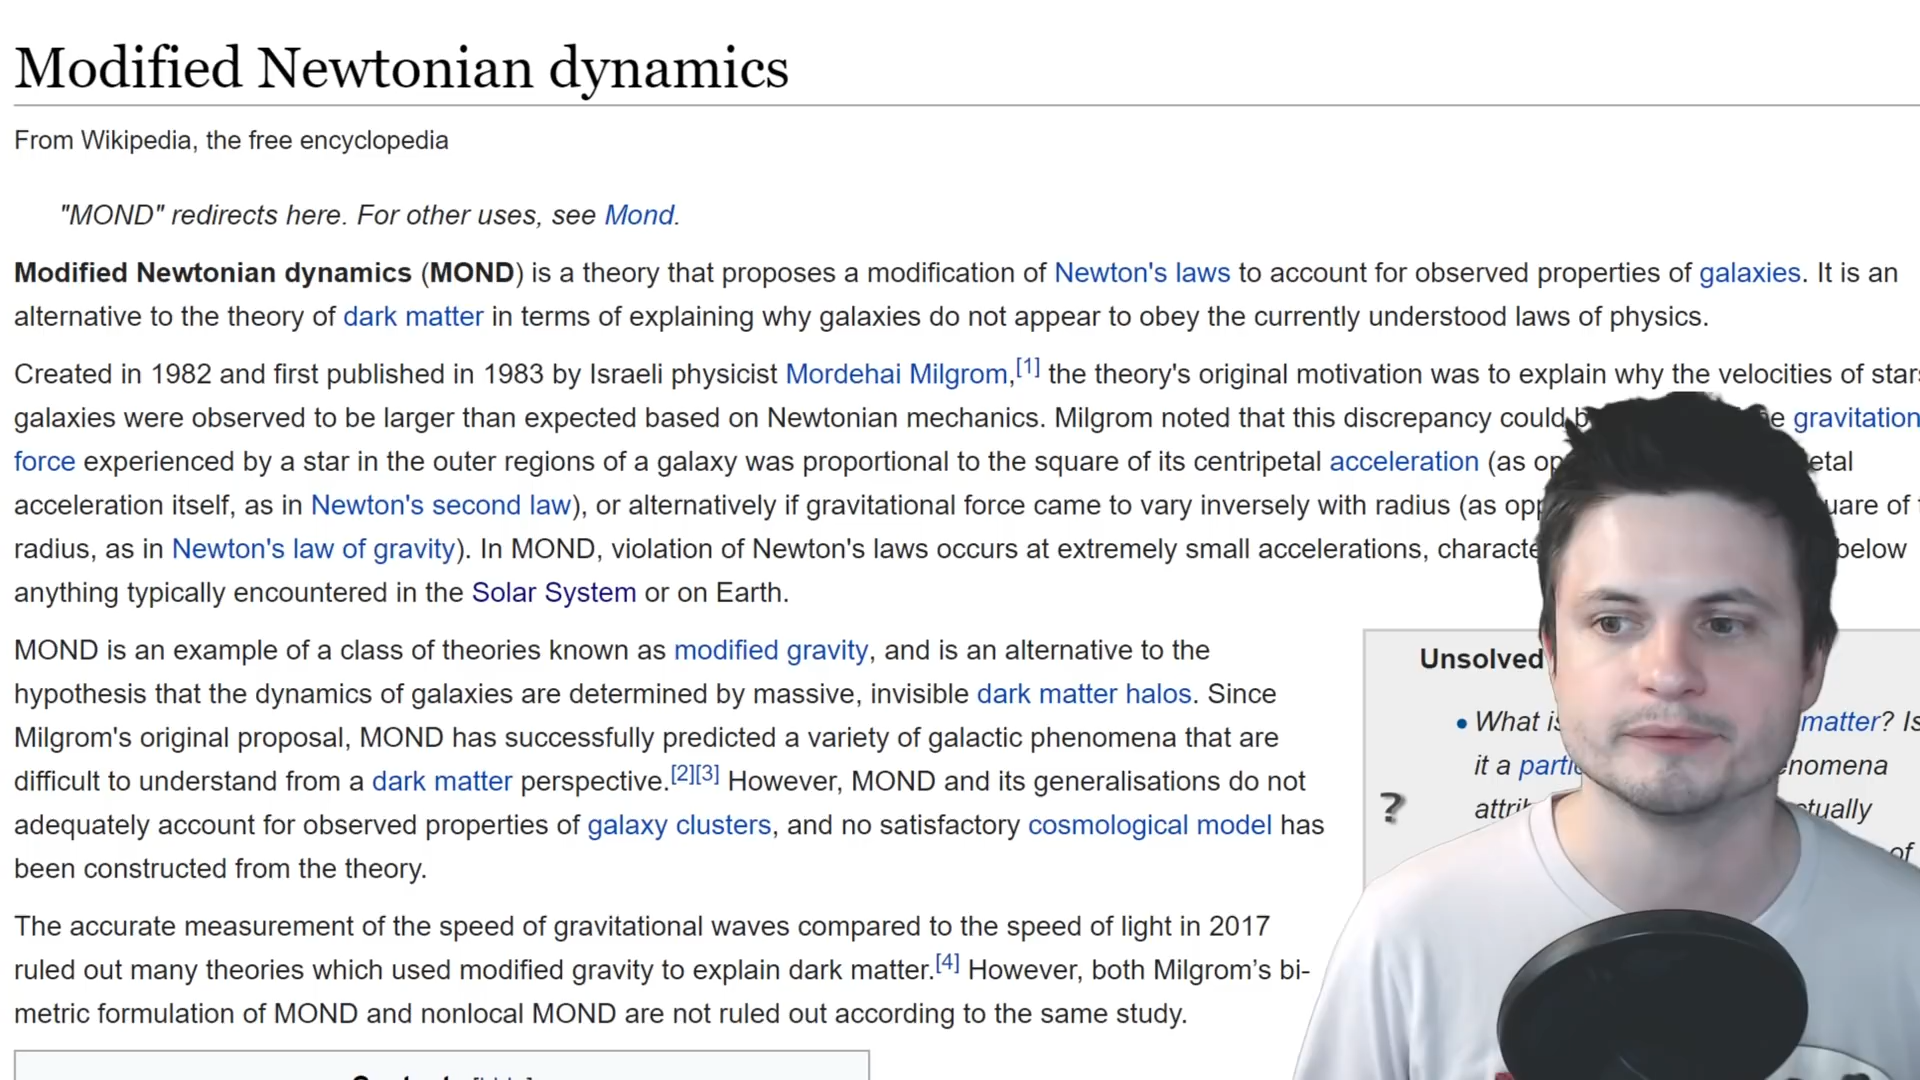 Modified Newtonian dynamics
From Wikipedia, the free encyclopedia
"MOND" redirects here. For other uses, see Mond.
Modified Newtonian dynamics (MOND) is a theory that proposes a modification of Newton's laws to account for observed properties of galaxies. It is an
alternative to the theory of dark matter in terms of explaining why galaxies do not appear to obey the currently understood laws of physics.
Created in 1982 and first published in 1983 by Israeli physicist Mordehai Milgrom,[1] the theory's original motivation was to explain why the velocities of
galaxies were observed to be larger than expected based on Newtonian mechanics. Milgrom noted that this discrepancy could gravitation
force experienced by a star in the outer regions of a galaxy was proportional to the square of its centripetal acceleration (as
acceleration itself, as in Newton's second law), or alternatively if gravitational force came to vary inversely with radius (as of
radius, as in Newton's law of gravity). In MOND, violation of Newton's laws occurs at extremely small accelerations, below
anything typically encountered in the Solar System or on Earth.
MOND is an example of a class of theories known as modified gravity, and is an alternative to the
hypothesis that the dynamics of galaxies are determined by massive, invisible dark matter halos. Since
Milgrom's original proposal, MOND has successfully predicted a variety of galactic phenomena that are
difficult to understand from a dark matter perspective.[2][3] However, MOND and its generalisations do not
adequately account for observed properties of galaxy clusters, and no satisfactory cosmological model has
been constructed from the theory.
The accurate measurement of the speed of gravitational waves compared to the speed of light in 2017
ruled out many theories which used modified gravity to explain dark matter.[4] However, both Milgrom's bi-
metric formulation of MOND and nonlocal MOND are not ruled out according to the same study.
Unsolved
• What matter?
it a
?
of